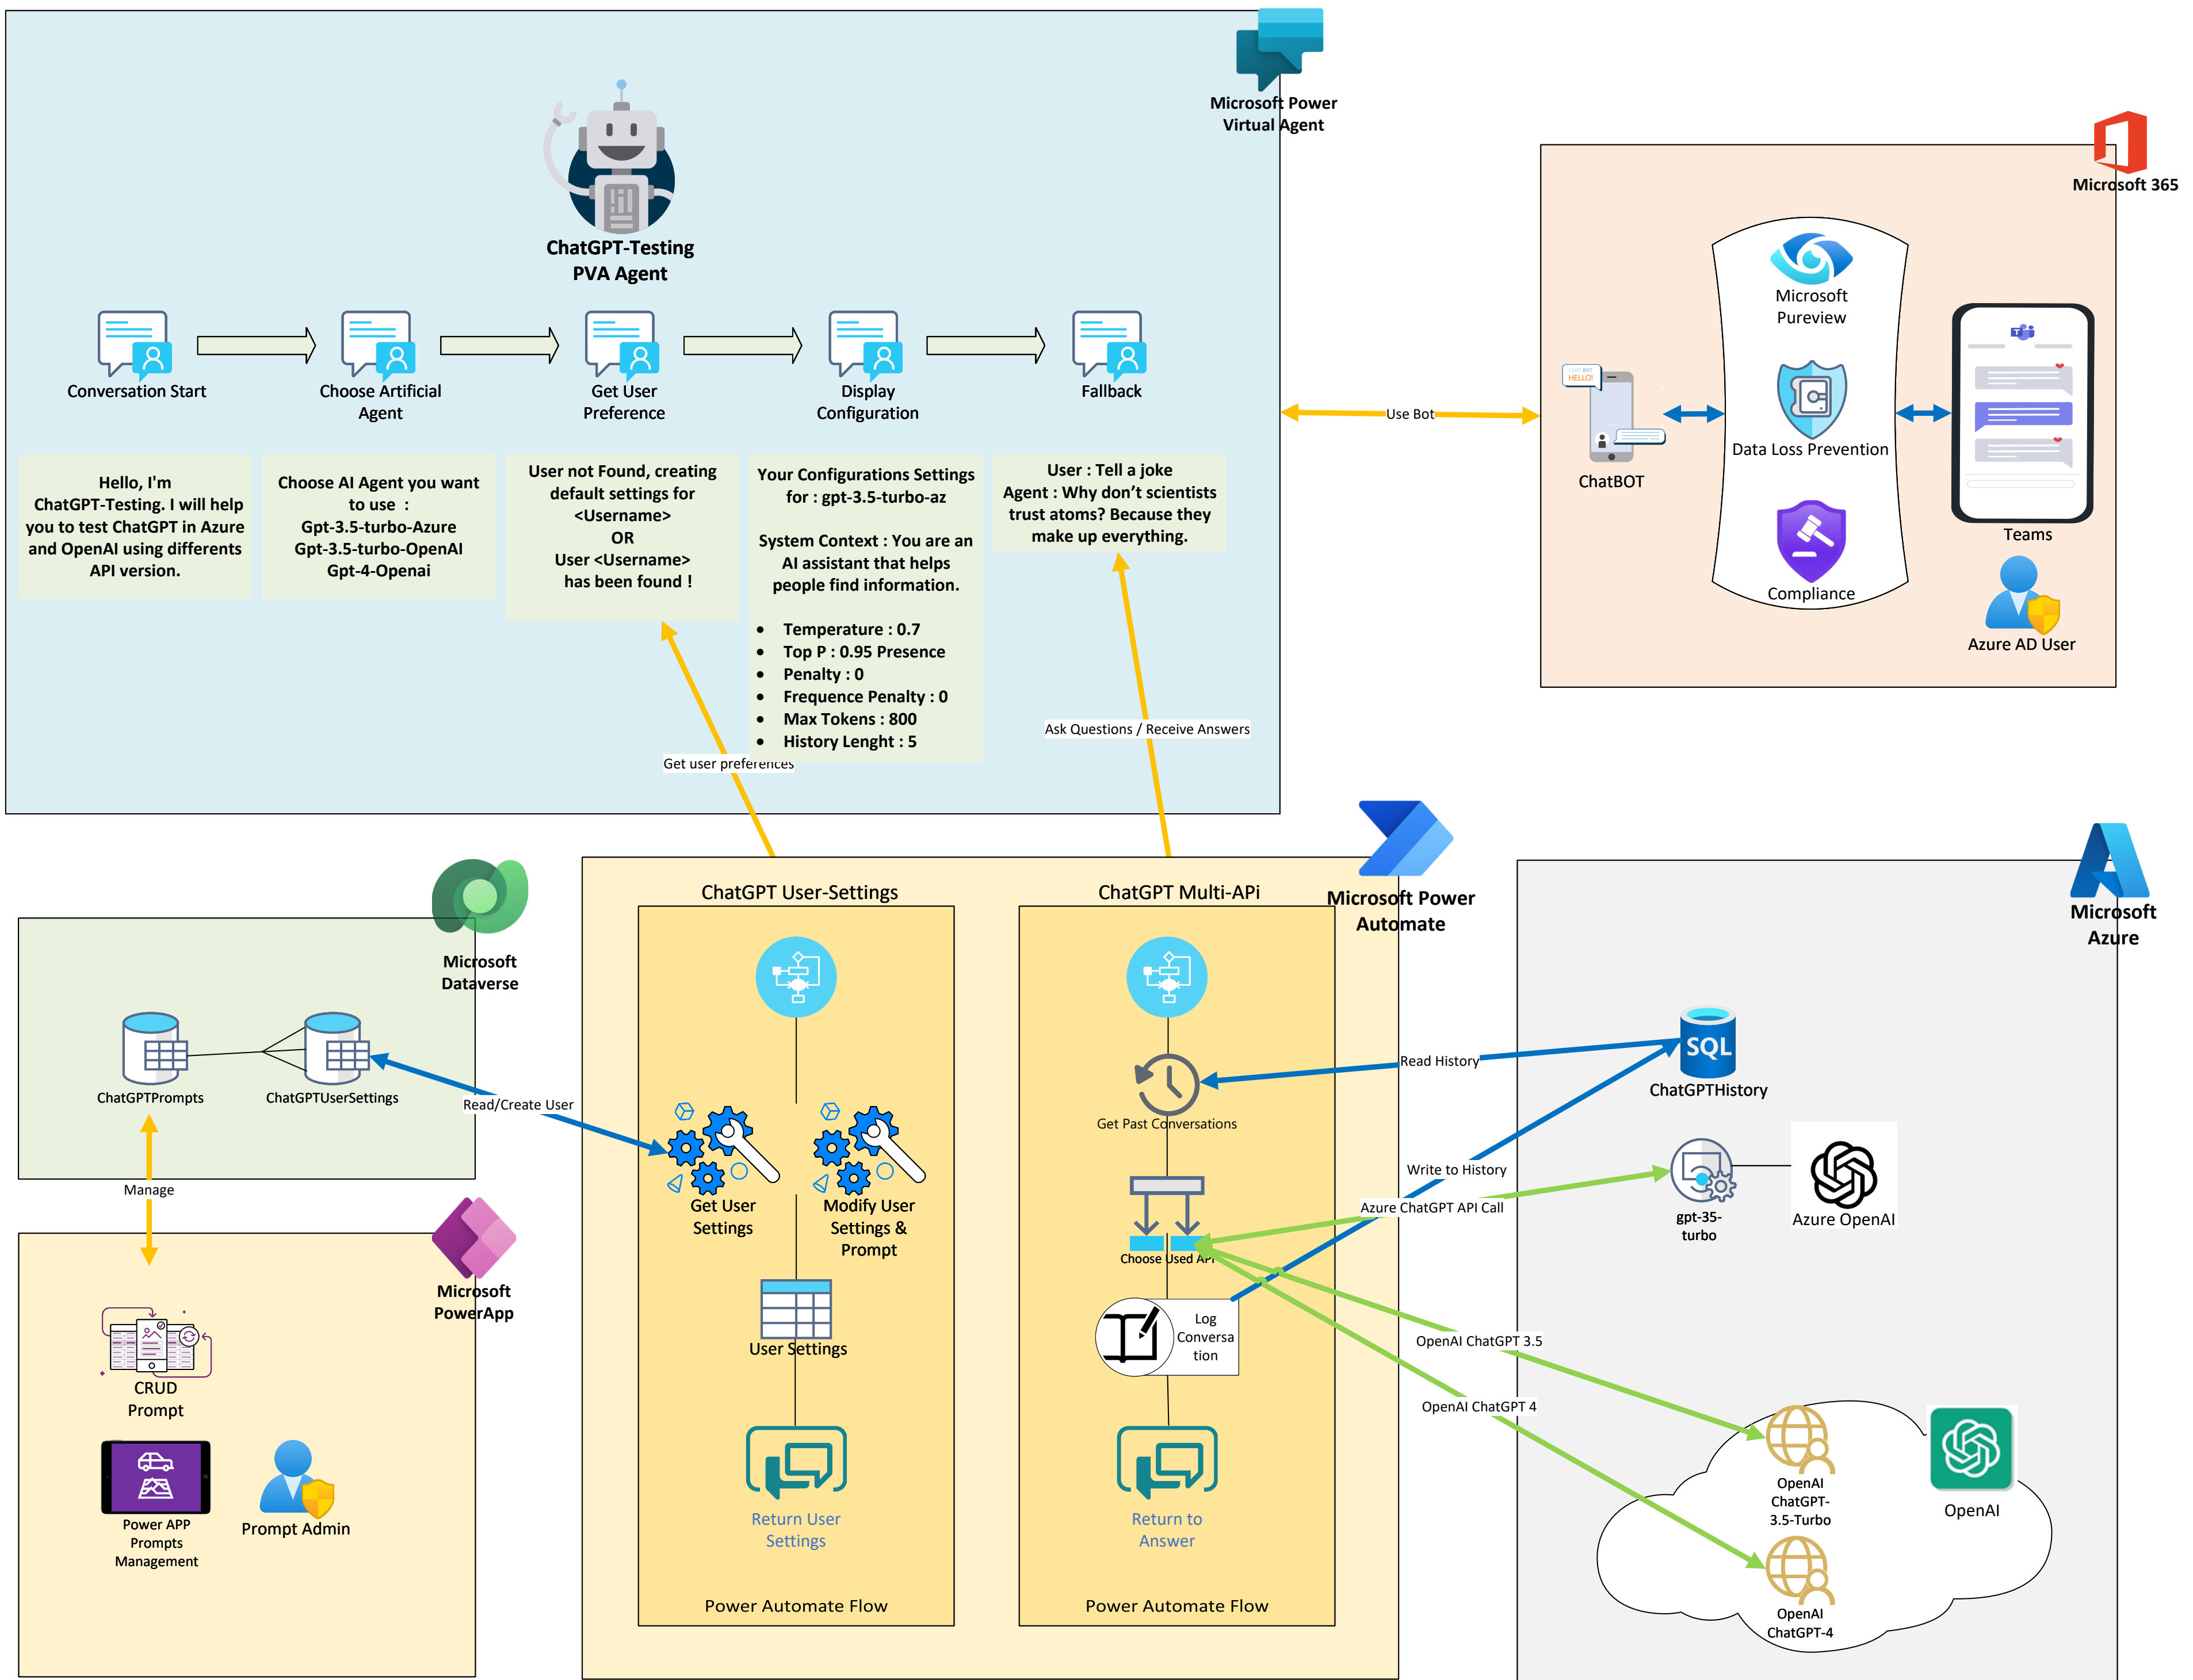 Microsoft Power
Virtual Agent
ChatGPT-Testing
PVA Agent
Conversation Start
Choose Artificial
Agent
Get User
Preference
Display
Configuration
Fallback
Hello, I'm
ChatGPT-Testing. I will help
you to test ChatGPT in Azure
and OpenAI using differents
API version.
Choose AI Agent you want
to use :
Gpt-3.5-turbo-Azure
Gpt-3.5-turbo-OpenAI
Gpt-4-Openai
User not Found, creating
default settings for
<Username>
OR
User <Username>
has been found !
Your Configurations Settings
for : gpt-3.5-turbo-az
System Context : You are an
AI assistant that helps
people find information.
• Temperature : 0.7
• Top P : 0.95 Presence
• Penalty : 0
• Frequence Penalty : 0
• Max Tokens : 800
• History Lenght : 5
User : Tell a joke
Agent : Why don't scientists
trust atoms? Because they
make up everything.
Get user preferences
Ask Questions / Receive Answers
Use Bot
Microsoft 365
CHAT BOT
HELLO!
ChatBOT
Microsoft
Pureview
Data Loss Prevention
Compliance
T
Teams
Azure AD User
Microsoft
Dataverse
ChatGPTPrompts
ChatGPTUserSettings
Read/Create User
Manage
Microsoft
PowerApp
CRUD
Prompt
Power APP
Prompts
Management
Prompt Admin
Microsoft Power
Automate
ChatGPT User-Settings
Get User
Settings
Modify User
Settings &
Prompt
User Settings
Return User
Settings
Power Automate Flow
ChatGPT Multi-APi
Get Past Conversations
Choose Used API
Log
Conversa
tion
Return to
Answer
Power Automate Flow
Read History
Write to History
Azure ChatGPT API Call
OpenAI ChatGPT 3.5
OpenAI ChatGPT 4
Microsoft
Azure
SQL
ChatGPTHistory
gpt-35-
turbo
Azure OpenAI
OpenAI
ChatGPT-
3.5-Turbo
OpenAI
OpenAI
ChatGPT-4